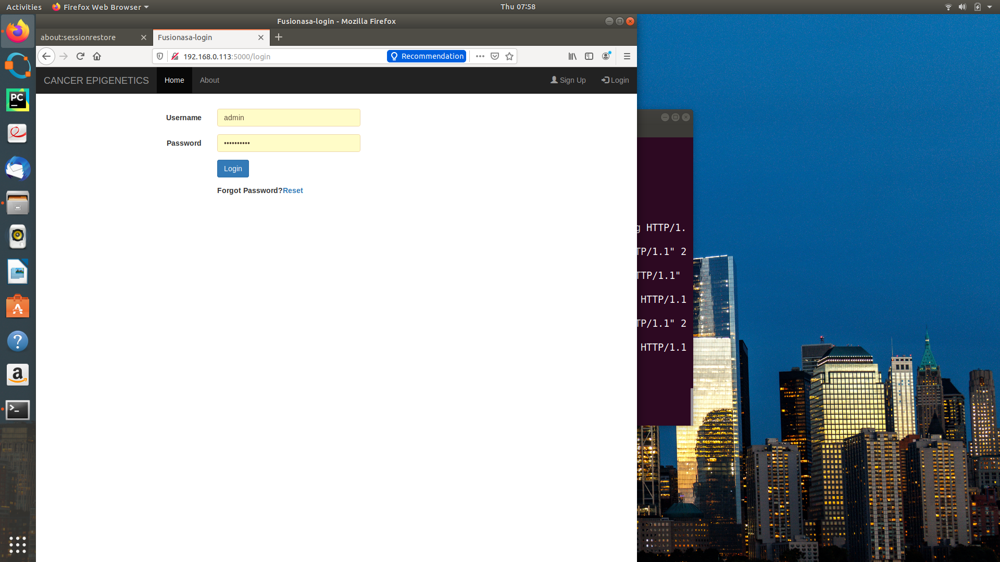 Activities Firefox Web Browser Thu 07:58
Fusionasa-login - Mozilla Firefox
about:sessionrestore Fusionasa-login
192.168.0.113:5000/login Recommendation
CANCER EPIGENETICS Home About Sign Up Login
Username admin
Password ••••••••••
Login
Forgot Password?Reset
HTTP/1.
TP/1.1" 2
TTP/1.1"
HTTP/1.1
TP/1.1" 2
HTTP/1.1
PC